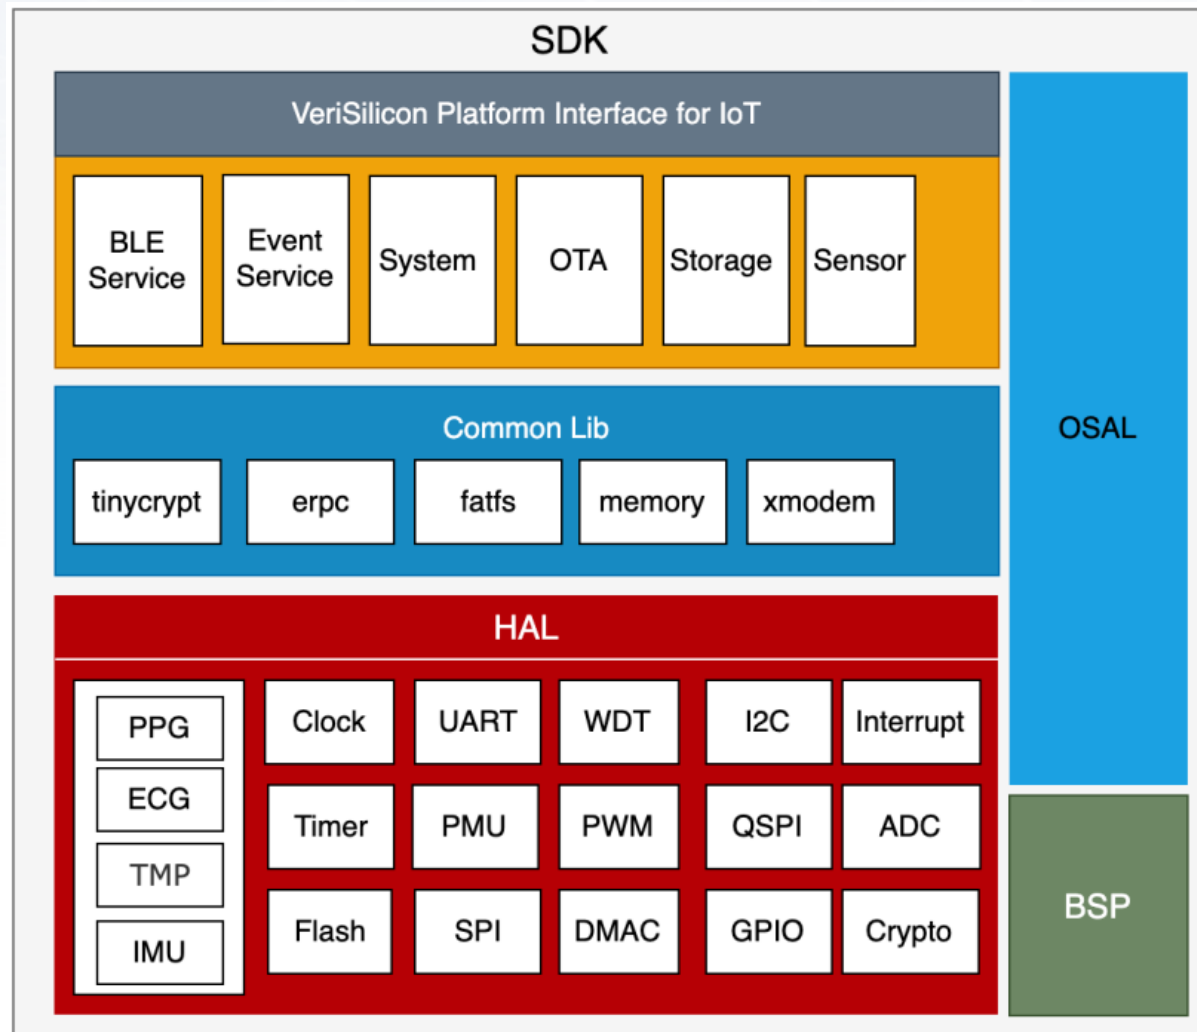 SDK
VeriSilicon Platform Interface for IoT
BLE
Service
Event
Service
System
OTA
Storage
Sensor
Common Lib
tinycrypt
erpc
fatfs
memory
xmodem
HAL
PPG
ECG
TMP
IMU
Clock
UART
WDT
I2C
Interrupt
Timer
PMU
PWM
QSPI
ADC
Flash
SPI
DMAC
GPIO
Crypto
OSAL
BSP